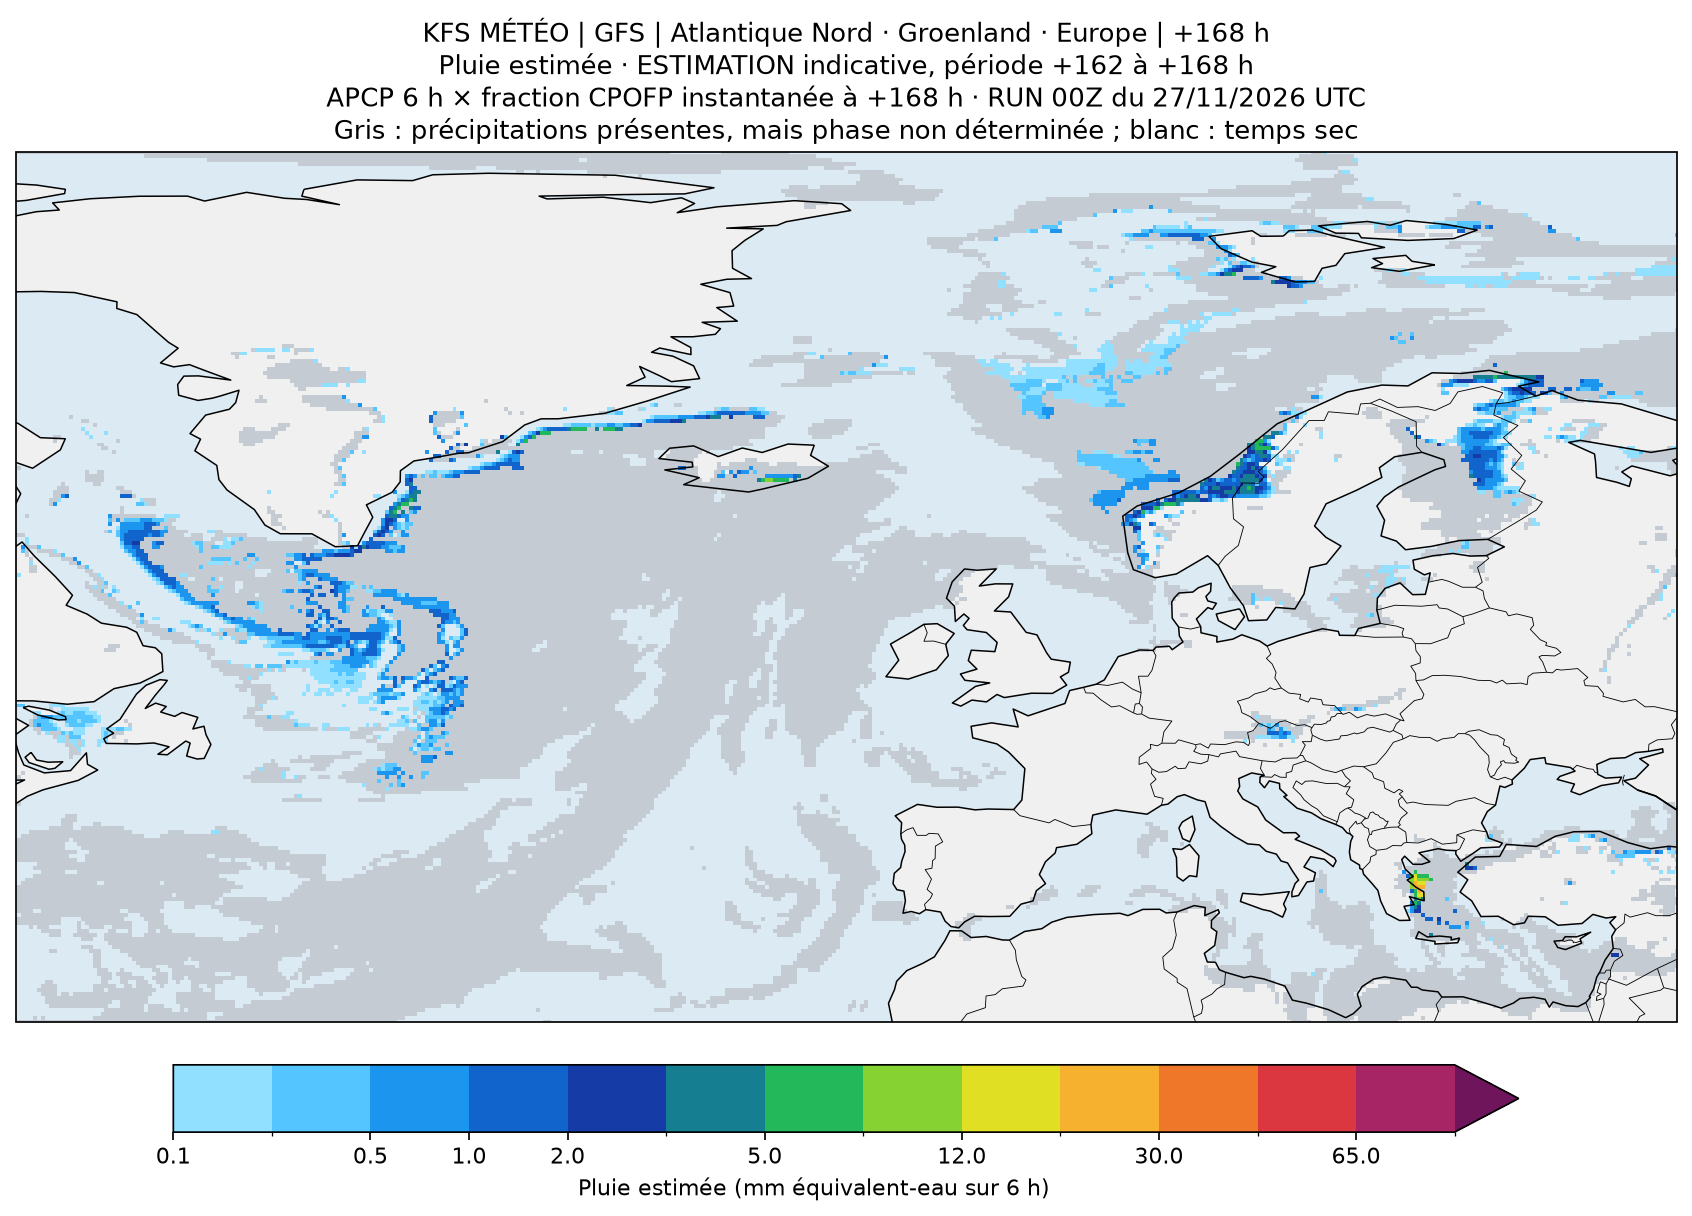 KFS MÉTÉO | GFS | Atlantique Nord · Groenland · Europe | +168 h
Pluie estimée · ESTIMATION indicative, période +162 à +168 h
APCP 6 h × fraction CPOFP instantanée à +168 h · RUN 00Z du 27/11/2026 UTC
Gris : précipitations présentes, mais phase non déterminée ; blanc : temps sec
0.1 0.5 1.0 2.0 5.0 12.0 30.0 65.0
Pluie estimée (mm équivalent-eau sur 6 h)